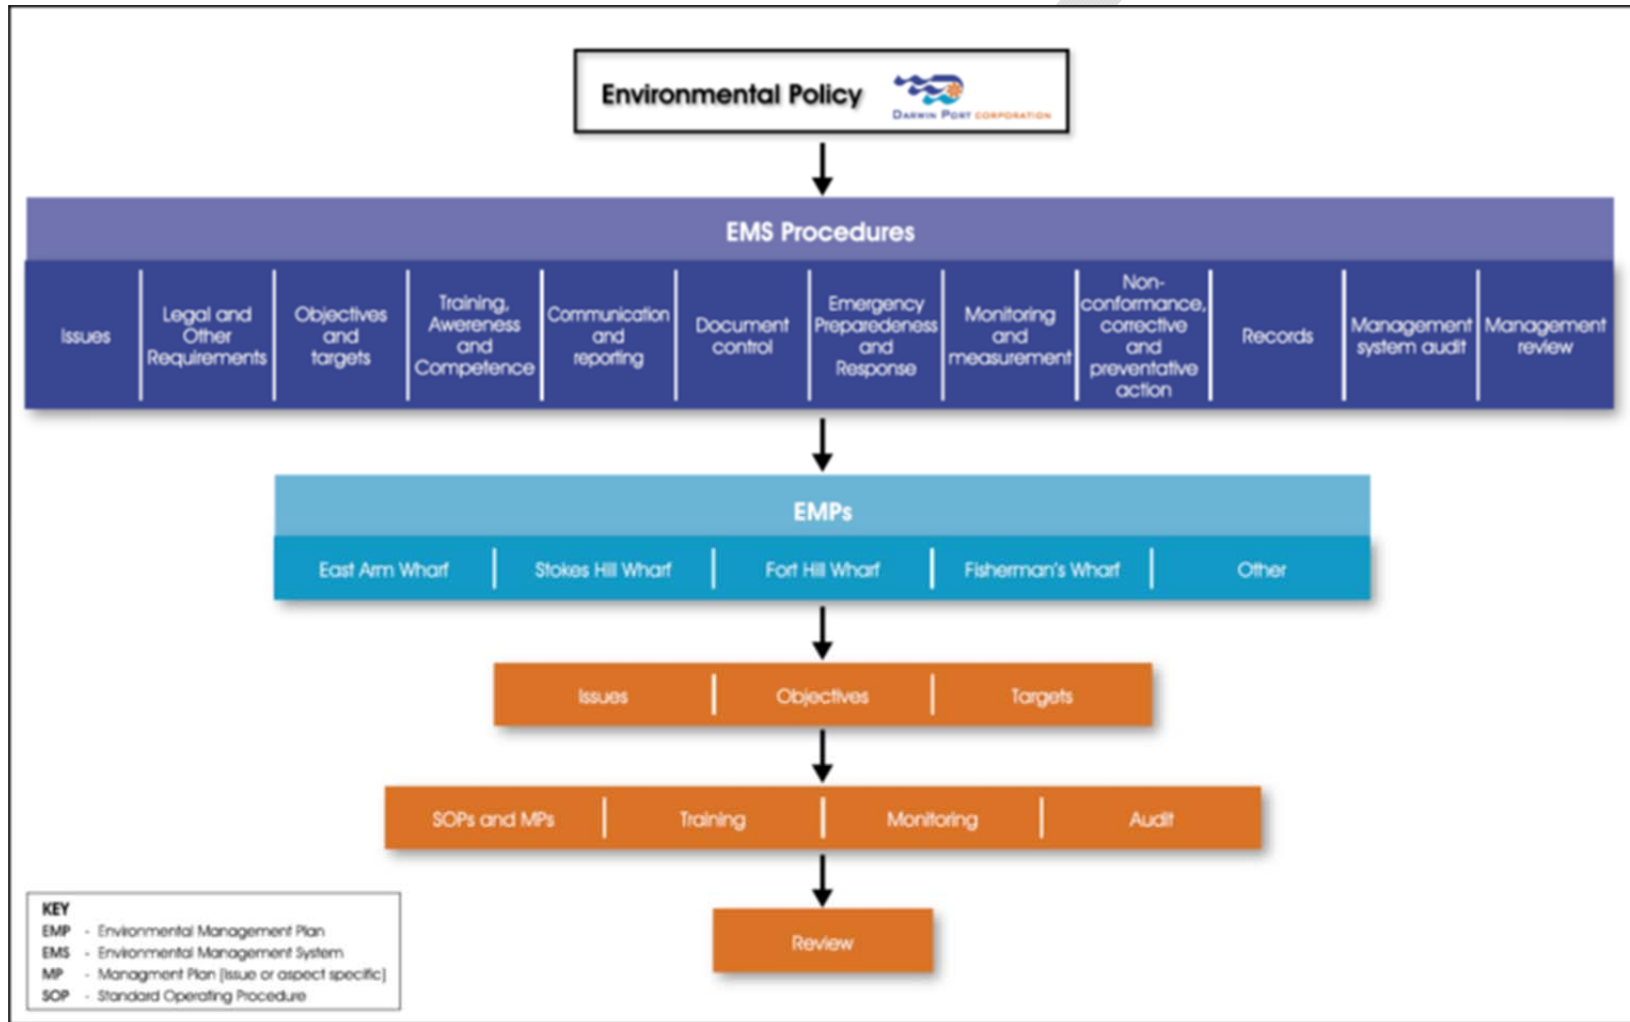 Environmental Policy
DARWIN PORT CORPORATION
EMS Procedures
Issues
Legal and
Other
Requirements
Objectives
and
targets
Training,
Awereness
and
Competence
Communication
and
reporting
Document
control
Emergency
Preparedeness
and
Response
Monitoring
and
measurement
Non-
conformance,
corrective
and
preventative
action
Records
Management
system audit
Management
review
EMPs
East Arm Wharf
Stokes Hill Wharf
Fort Hill Wharf
Fisherman's Wharf
Other
Issues
Objectives
Targets
SOPs and MPs
Training
Monitoring
Audit
Review
KEY
EMP - Environmental Management Plan
EMS - Environmental Management System
MP - Managment Plan (Issue or aspect specific)
SOP - Standard Operating Procedure